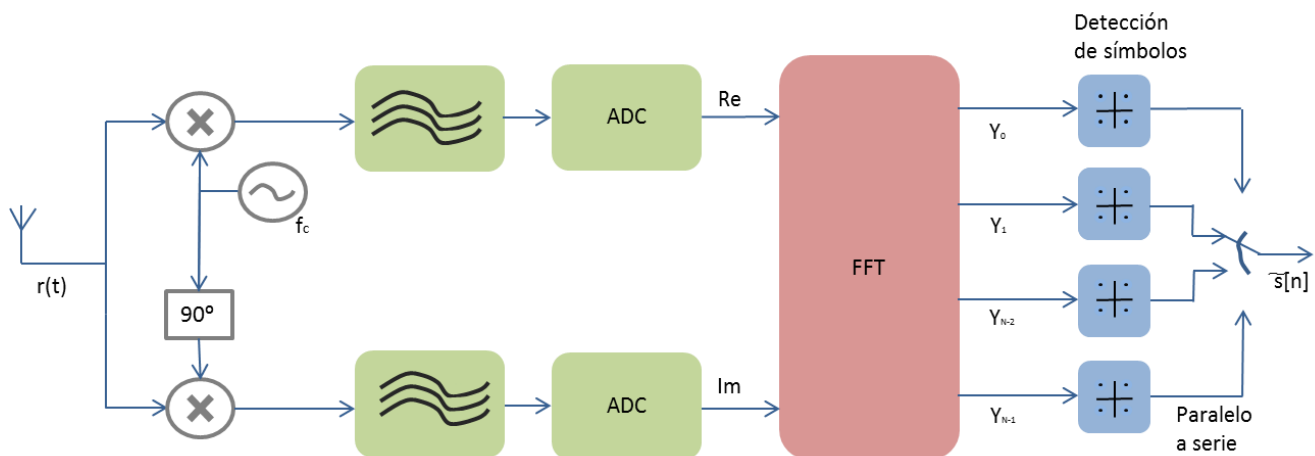 Detección
de símbolos
Re
ADC
Y₀
f꜀
Y₁
r(t)
FFT
s̃[n]
90º
Y_N-2
Im
ADC
Y_N-1
Paralelo
a serie